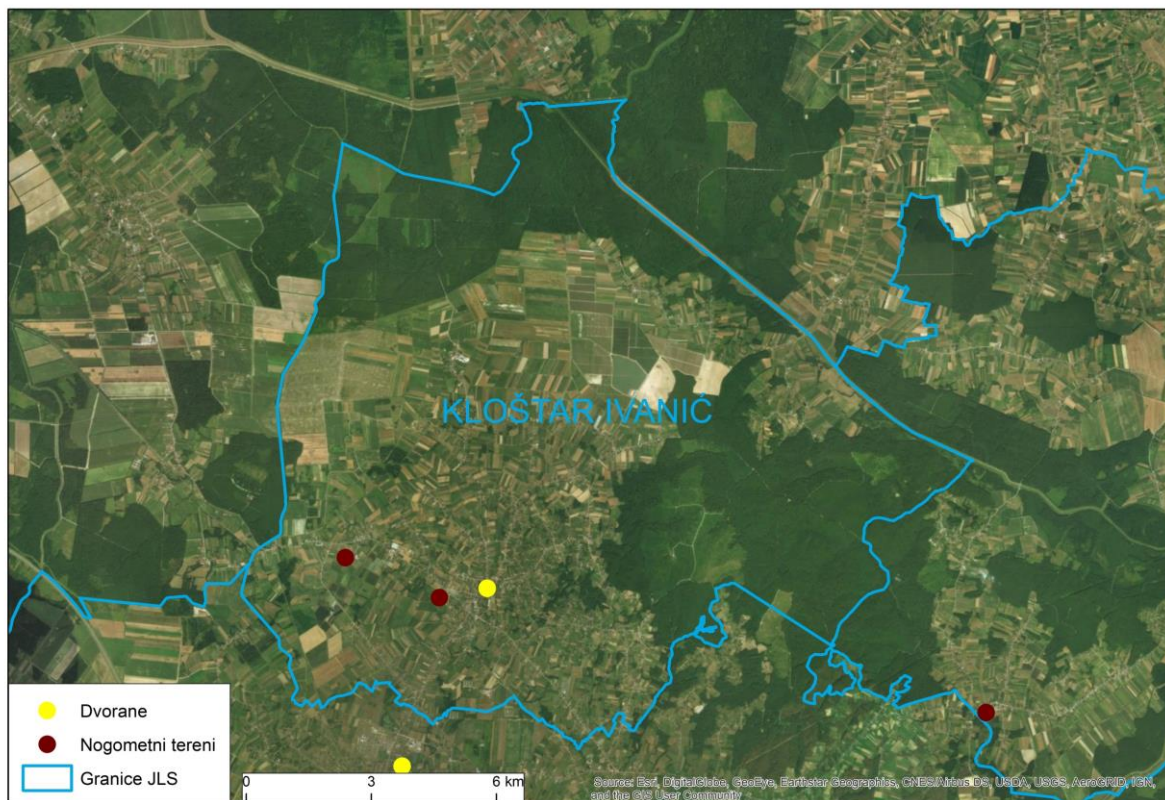 KLOŠTAR IVANIĆ
Dvorane
Nogometni tereni
Granice JLS
0 3 6 km
Source: Esri, DigitalGlobe, GeoEye, Earthstar Geographics, CNES/Airbus DS, USDA, USGS, AeroGRID, IGN,
and the GIS User Community